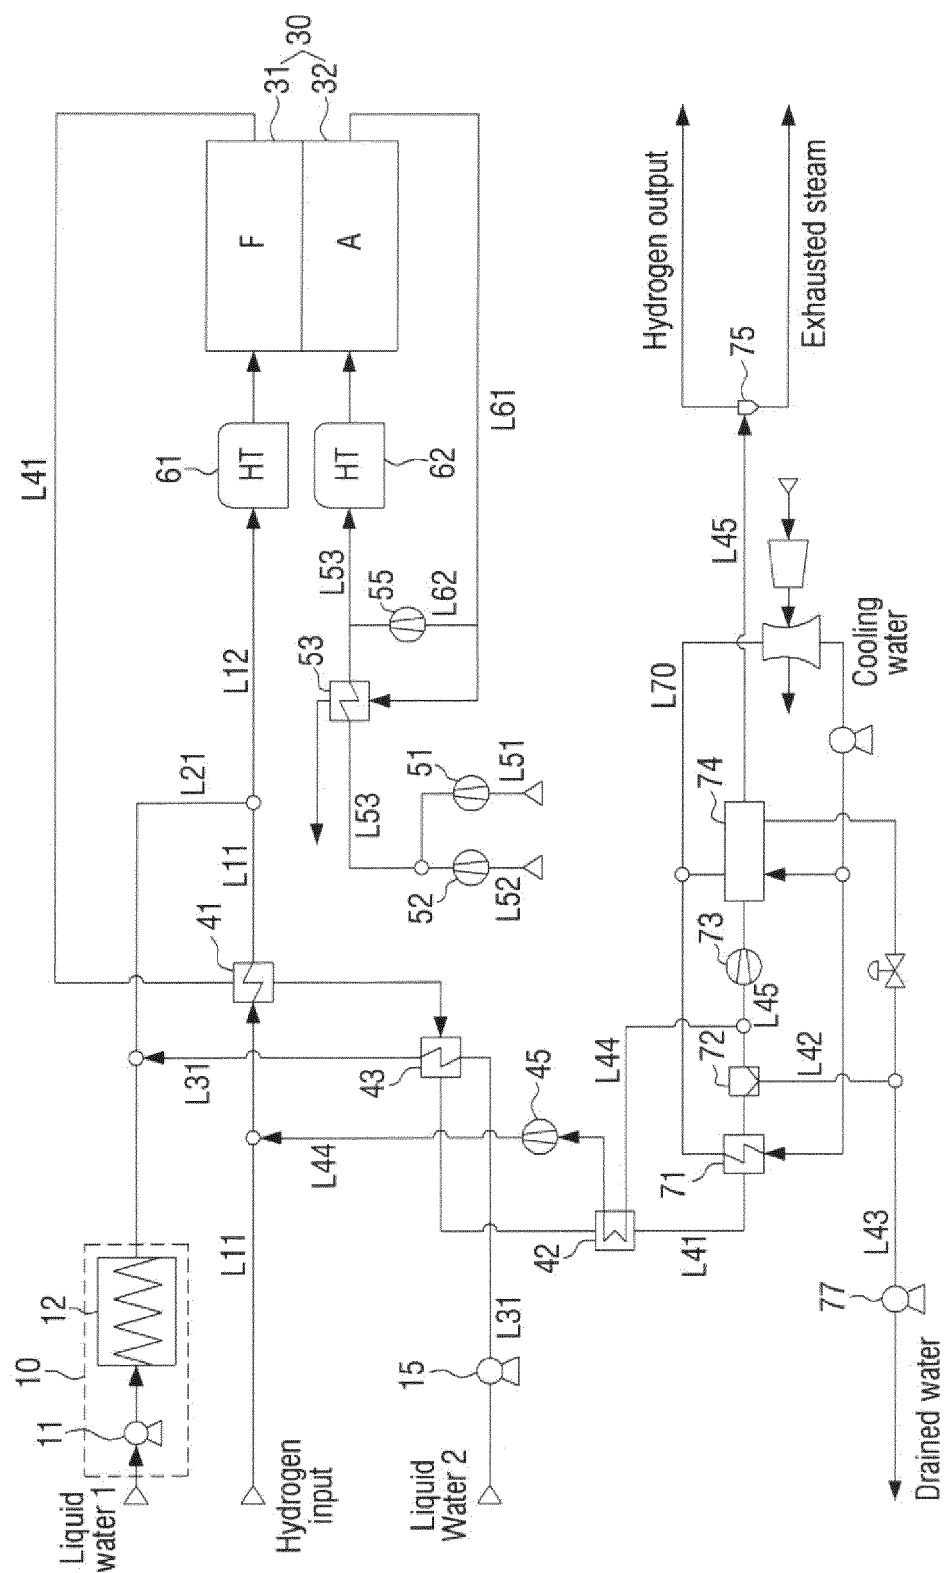 Liquid
water 1
10
11
12
L21
L41
Hydrogen
input
L11
L11
L12
41
61
HT
F
31
30
32
A
HT
62
L53
53
55
L62
L61
L53
51
L51
52
L52
L31
43
L44
45
Liquid
Water 2
15
L31
42
L41
L44
71
72
L45
L42
73
74
L70
L45
75
Hydrogen output
Exhausted steam
Cooling
water
L43
77
Drained water